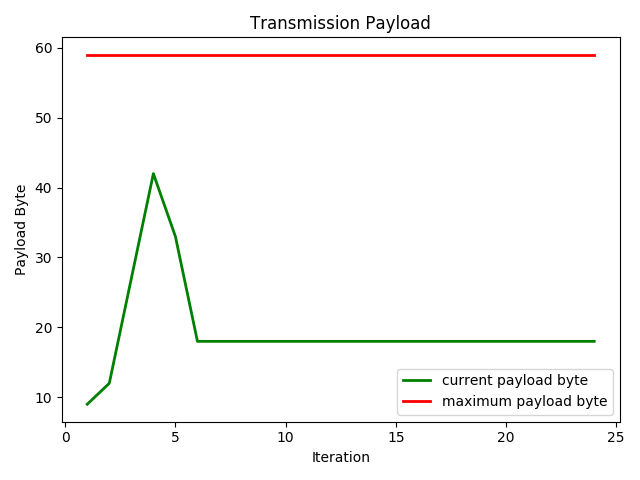 Transmission Payload
60
50
40
30
20
10
Payload Byte
current payload byte
maximum payload byte
0 5 10 15 20 25
Iteration